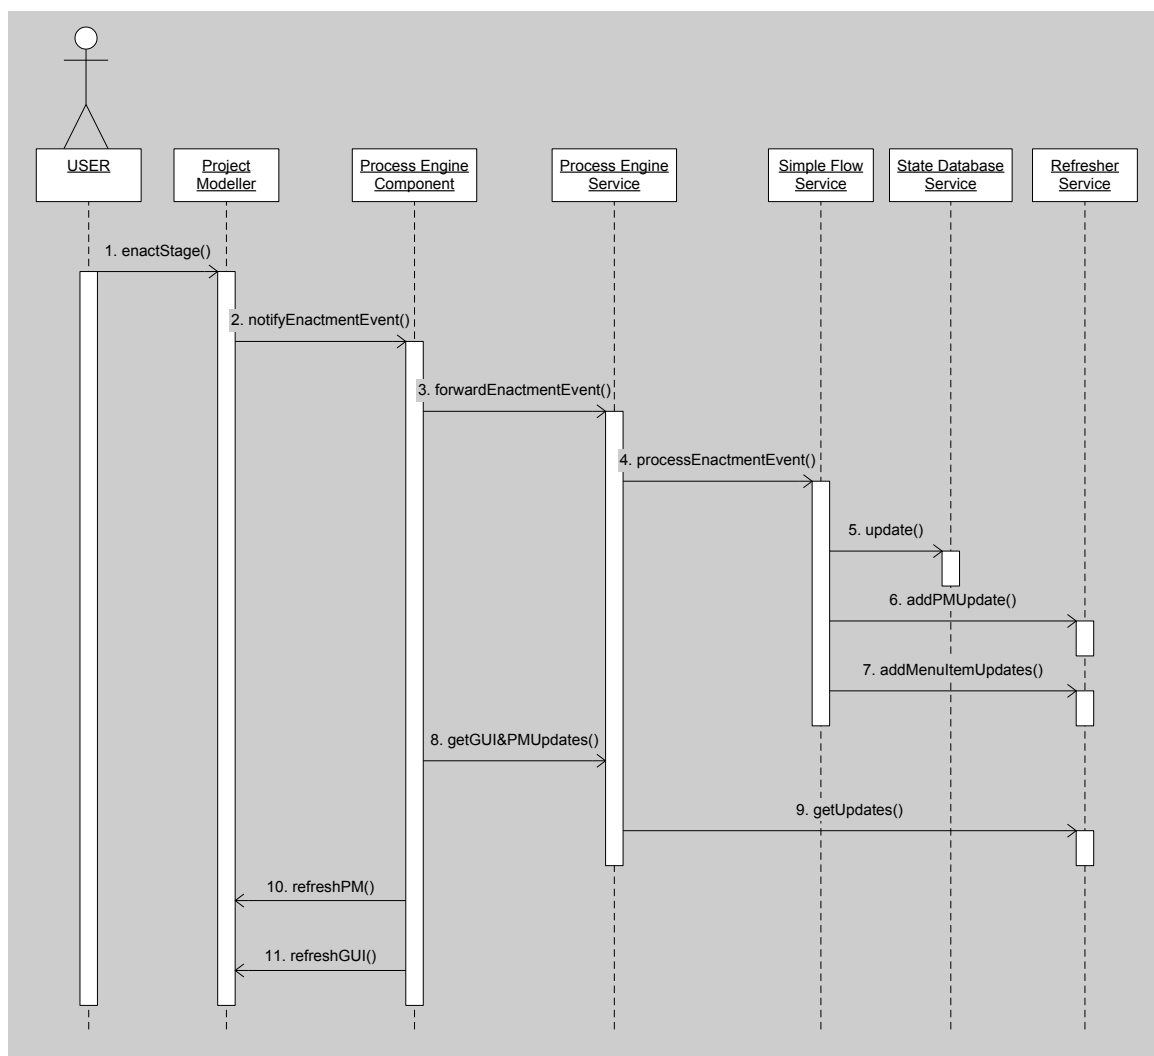 USER
Project
Modeller
Process Engine
Component
Process Engine
Service
Simple Flow
Service
State Database
Service
Refresher
Service
1. enactStage()
2. notifyEnactmentEvent()
3. forwardEnactmentEvent()
4. processEnactmentEvent()
5. update()
6. addPMUpdate()
7. addMenuItemUpdates()
8. getGUI&PMUpdates()
9. getUpdates()
10. refreshPM()
11. refreshGUI()